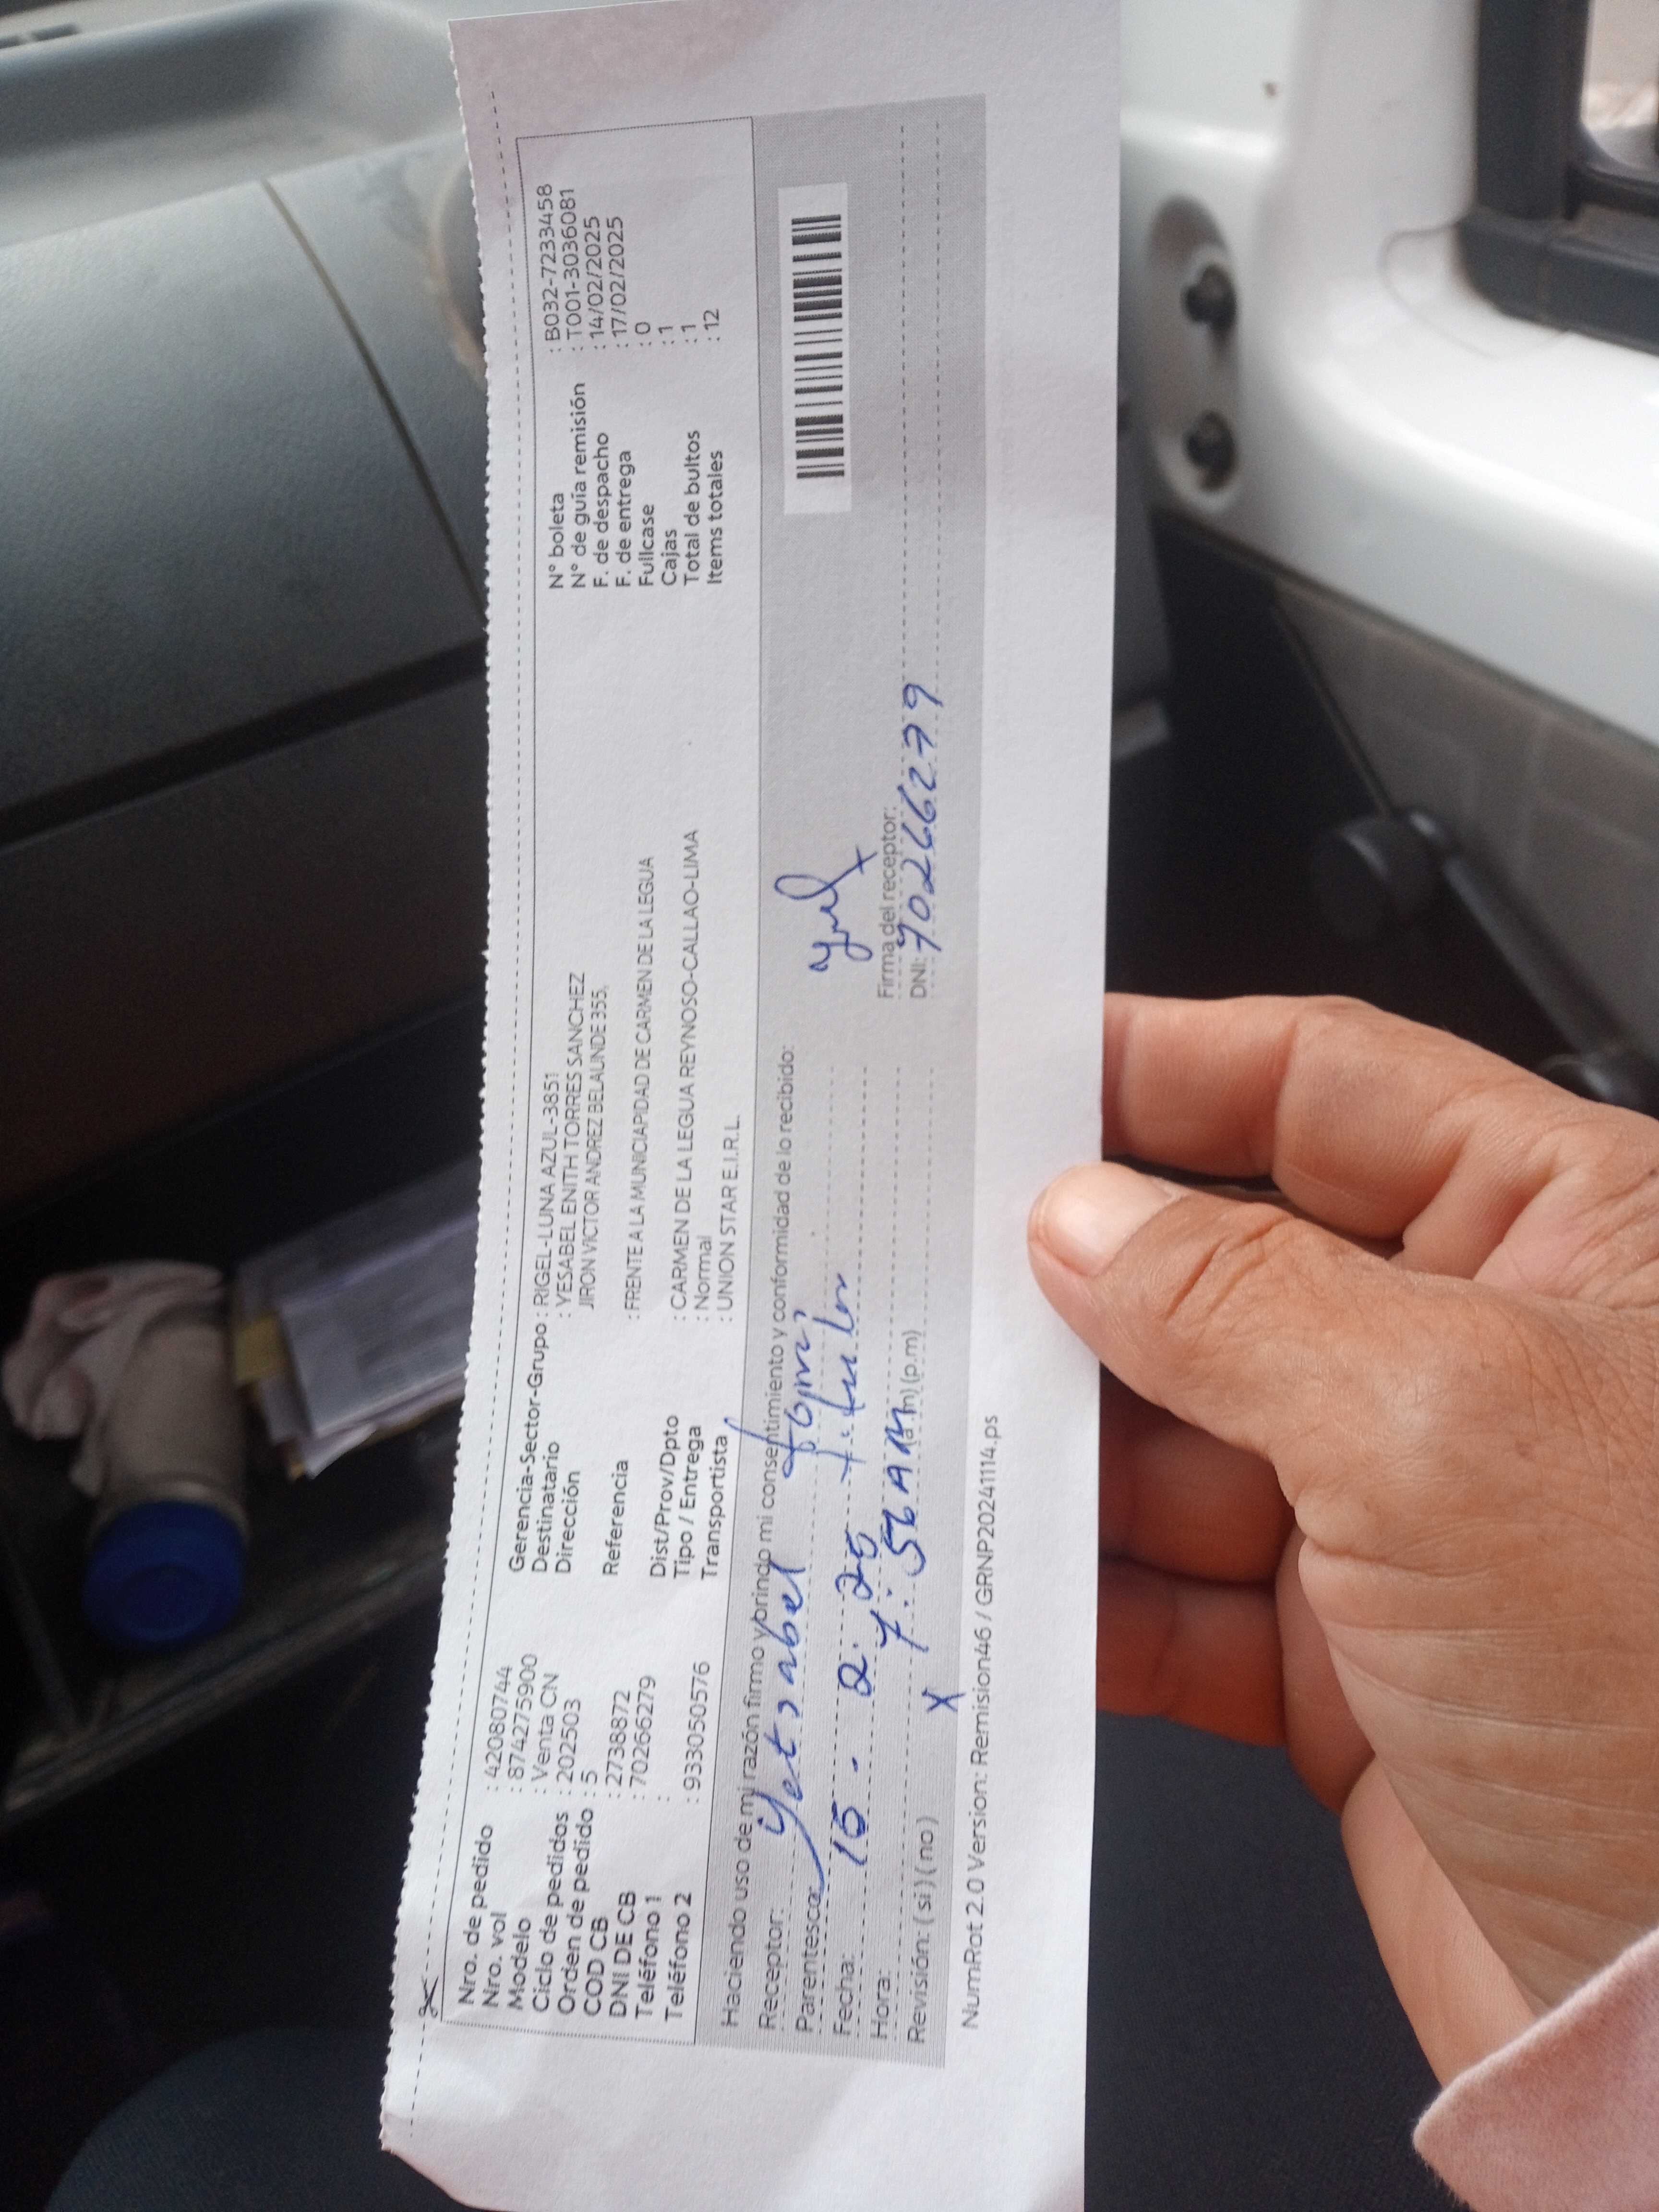 Nro. de pedido : 42080744
Nro. vol : 874275900
Modelo : Venta CN
Ciclo de pedidos : 202503
Orden de pedido : 5
COD CB : 2738872
DNI DE CB : 70266279
Teléfono 1 :
Teléfono 2 : 933050576
Gerencia-Sector-Grupo : RIGEL-LUNA AZUL-3851
Destinatario : YESABEL ENITH TORRES SANCHEZ
Dirección JIRON VICTOR ANDREZ BELAUNDE 355,
Referencia : FRENTE A LA MUNICIAPIDAD DE CARMEN DE LA LEGUA
Dist/Prov/Dpto : CARMEN DE LA LEGUA REYNOSO-CALLAO-LIMA
Tipo / Entrega : Normal
Transportista : UNION STAR E.I.R.L.
N° boleta : B032-7233458
N° de guía remisión : T001-3036081
F. de despacho : 14/02/2025
F. de entrega : 17/02/2025
Fullcase : 0
Cajas : 1
Total de bultos : 1
Items totales : 12
Haciendo uso de mi razón firmo y brindo mi consentimiento y conformidad de lo recibido:
Receptor: Yetsabel
Parentesco: titular
Fecha: 15 - 2. 25
Hora: 7:56 AM (a.m) (p.m)
Revisión: ( si ) ( no ) X
Firma del receptor:
DNI: 70266279
NumRot 2.0 Version: Remision46 / GRNP20241114.ps